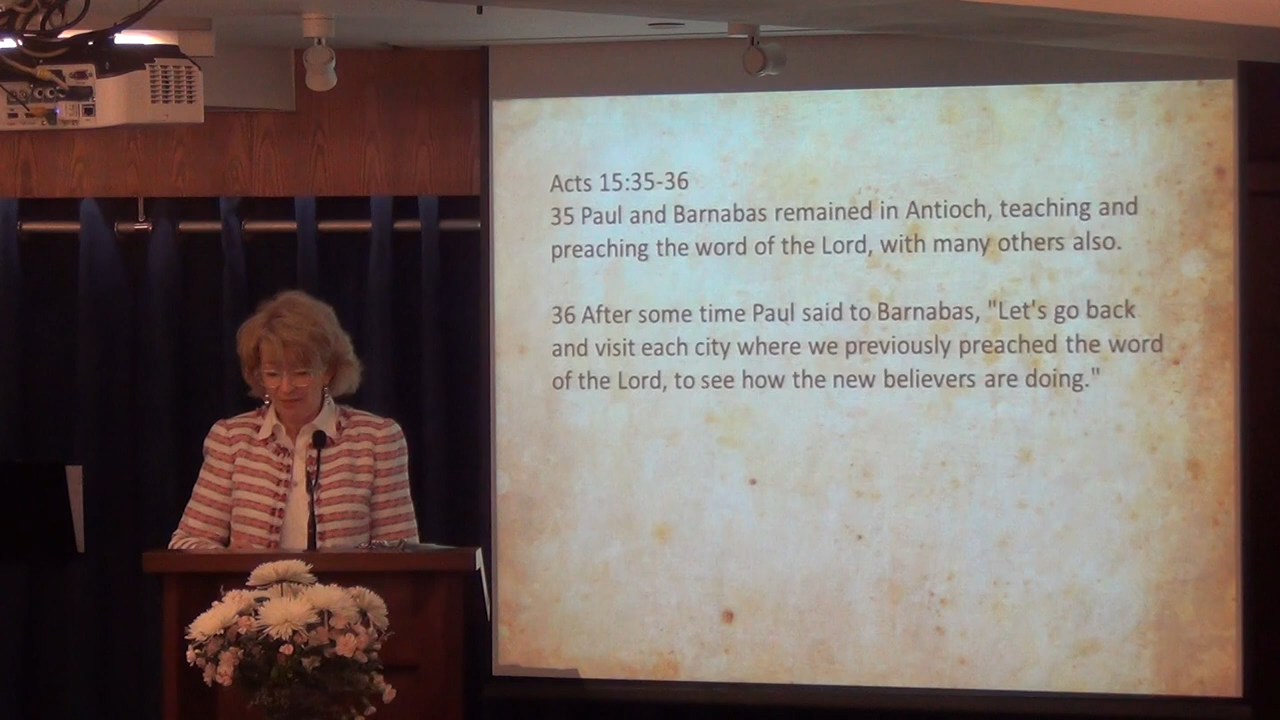 Acts 15:35-36
35 Paul and Barnabas remained in Antioch, teaching and
preaching the word of the Lord, with many others also.
36 After some time Paul said to Barnabas, "Let's go back
and visit each city where we previously preached the word
of the Lord, to see how the new believers are doing."